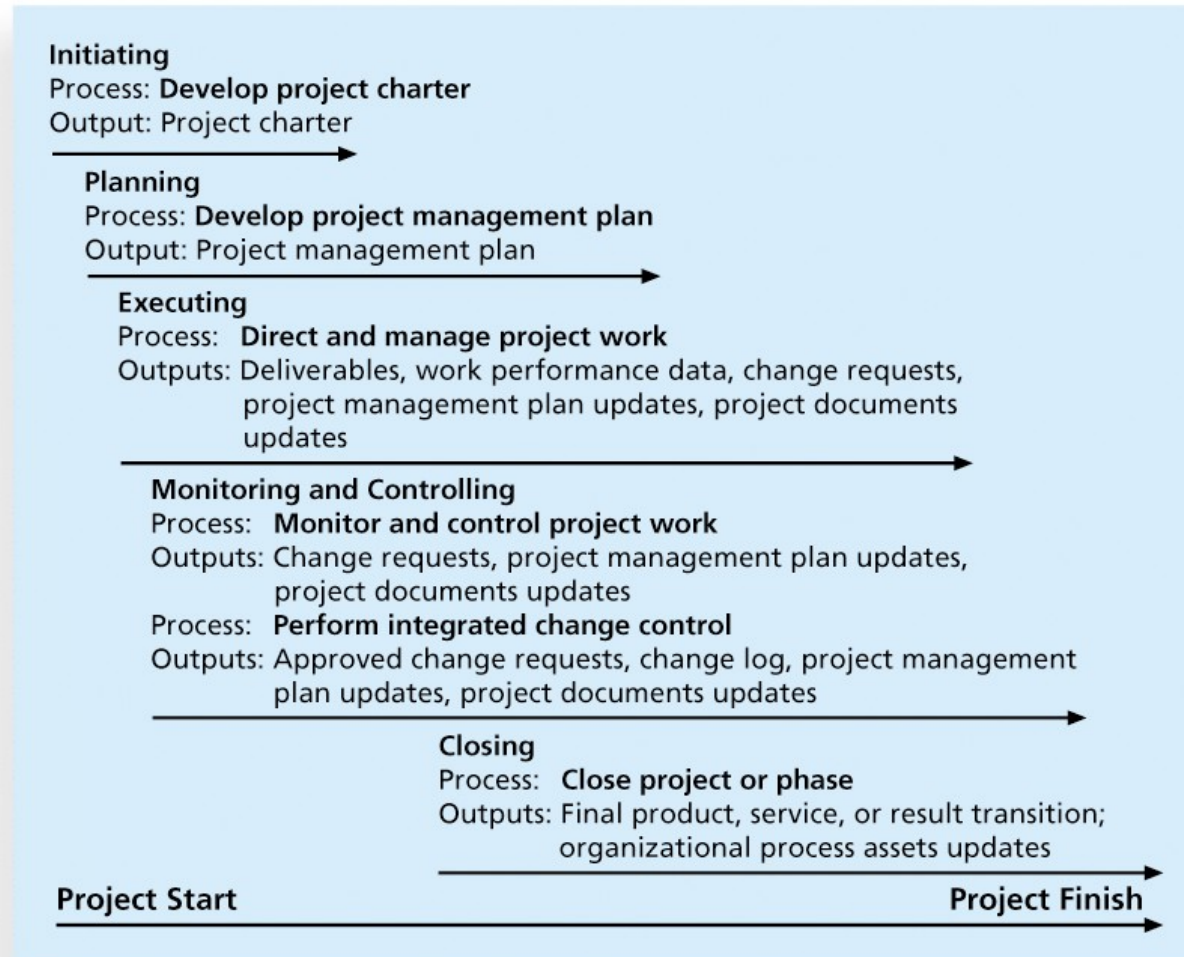 Initiating
Process: Develop project charter
Output: Project charter
Planning
Process: Develop project management plan
Output: Project management plan
Executing
Process: Direct and manage project work
Outputs: Deliverables, work performance data, change requests,
project management plan updates, project documents
updates
Monitoring and Controlling
Process: Monitor and control project work
Outputs: Change requests, project management plan updates,
project documents updates
Process: Perform integrated change control
Outputs: Approved change requests, change log, project management
plan updates, project documents updates
Closing
Process: Close project or phase
Outputs: Final product, service, or result transition;
organizational process assets updates
Project Start Project Finish